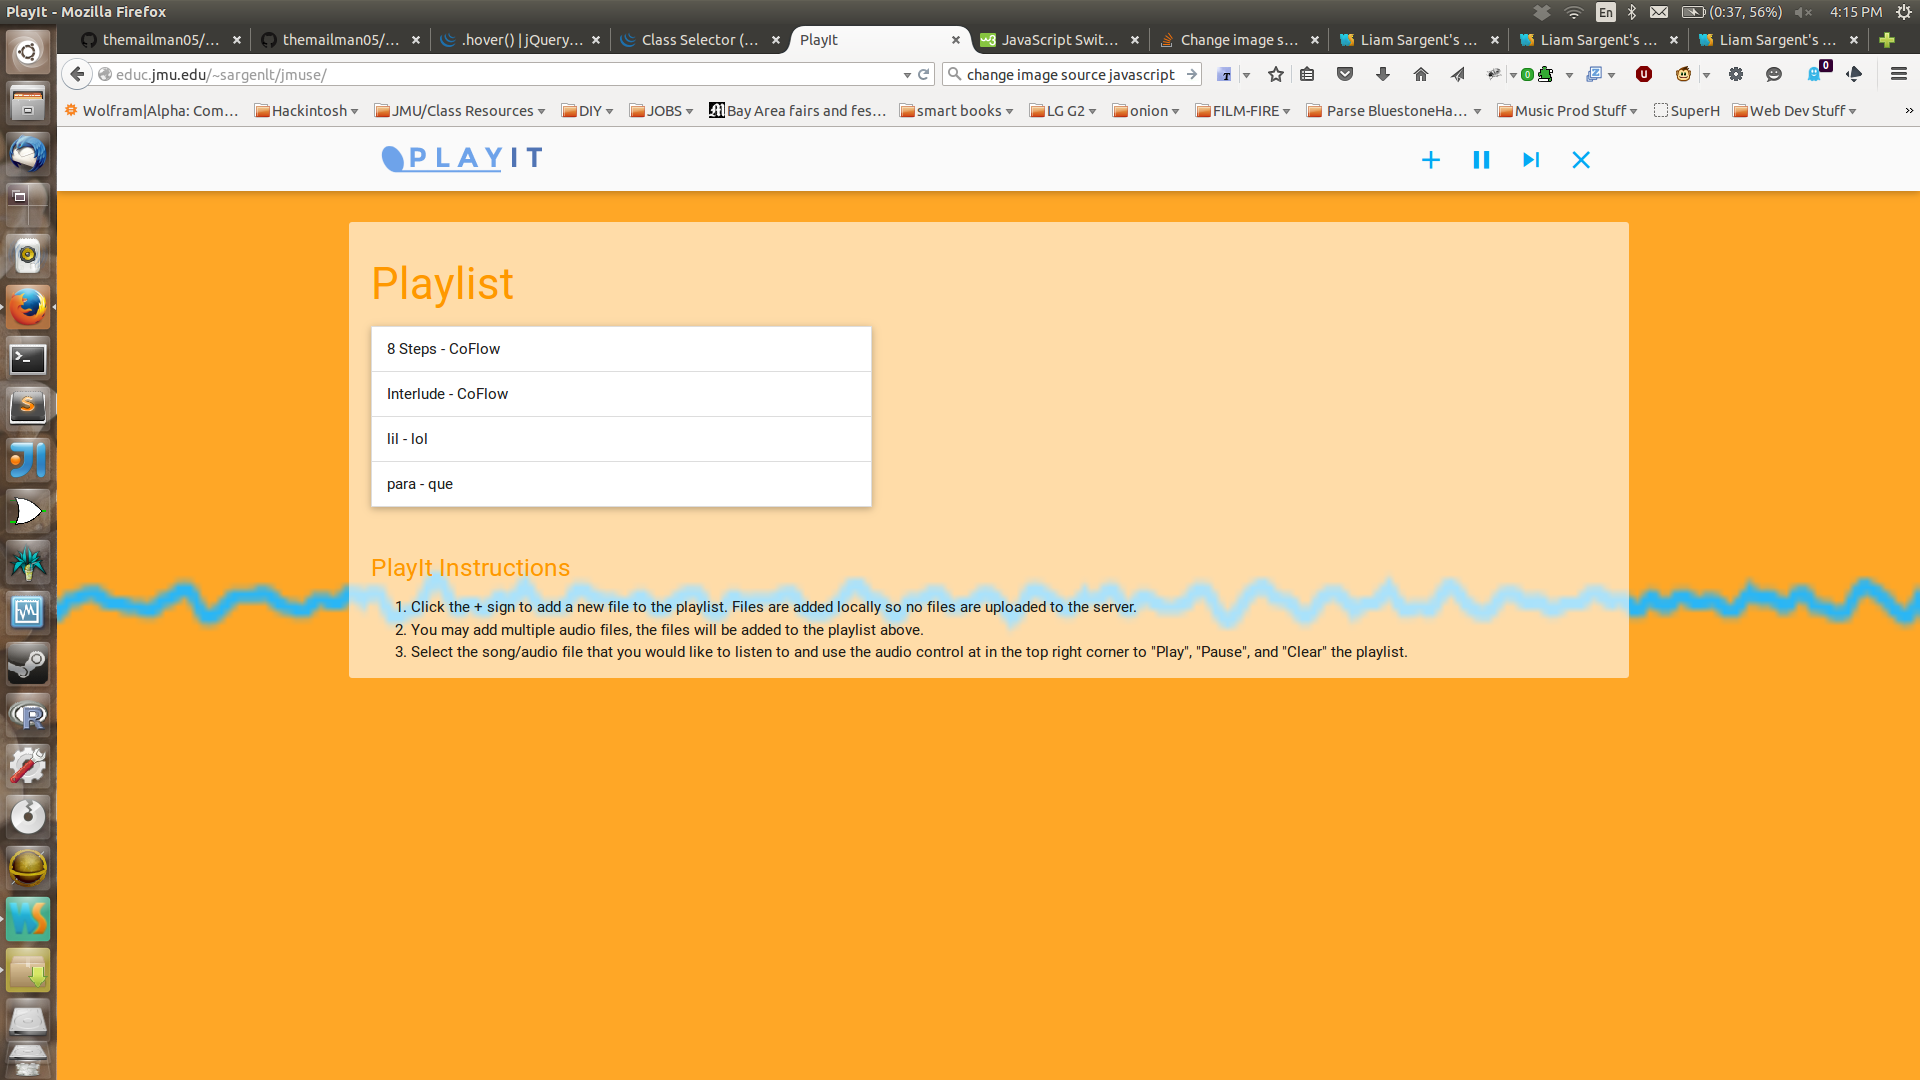 PlayIt - Mozilla Firefox
En
(0:37, 56%)
4:15 PM
themailman05/...
themailman05/...
.hover() | jQuery...
Class Selector (...
PlayIt
JavaScript Swit...
Change image s...
Liam Sargent's ...
Liam Sargent's ...
Liam Sargent's ...
educ.jmu.edu/~sargenlt/jmuse/
change image source javascript
0
0
Wolfram|Alpha: Com...
Hackintosh
JMU/Class Resources
DIY
JOBS
Bay Area fairs and fes...
smart books
LG G2
onion
FILM-FIRE
Parse BluestoneHa...
Music Prod Stuff
SuperH
Web Dev Stuff
PLAYIT
Playlist
8 Steps - CoFlow
Interlude - CoFlow
lil - lol
para - que
PlayIt Instructions
1. Click the + sign to add a new file to the playlist. Files are added locally so no files are uploaded to the server.
2. You may add multiple audio files, the files will be added to the playlist above.
3. Select the song/audio file that you would like to listen to and use the audio control at in the top right corner to "Play", "Pause", and "Clear" the playlist.